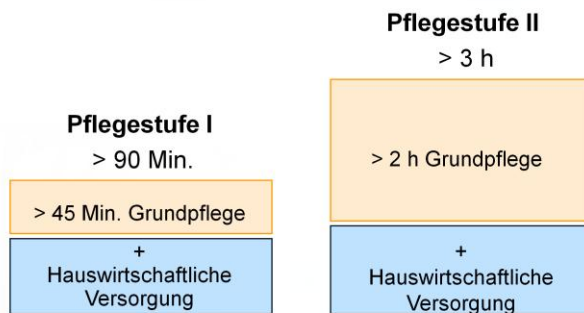 Pflegestufe I
> 90 Min.
> 45 Min. Grundpflege
+
Hauswirtschaftliche
Versorgung
Pflegestufe II
> 3 h
> 2 h Grundpflege
+
Hauswirtschaftliche
Versorgung